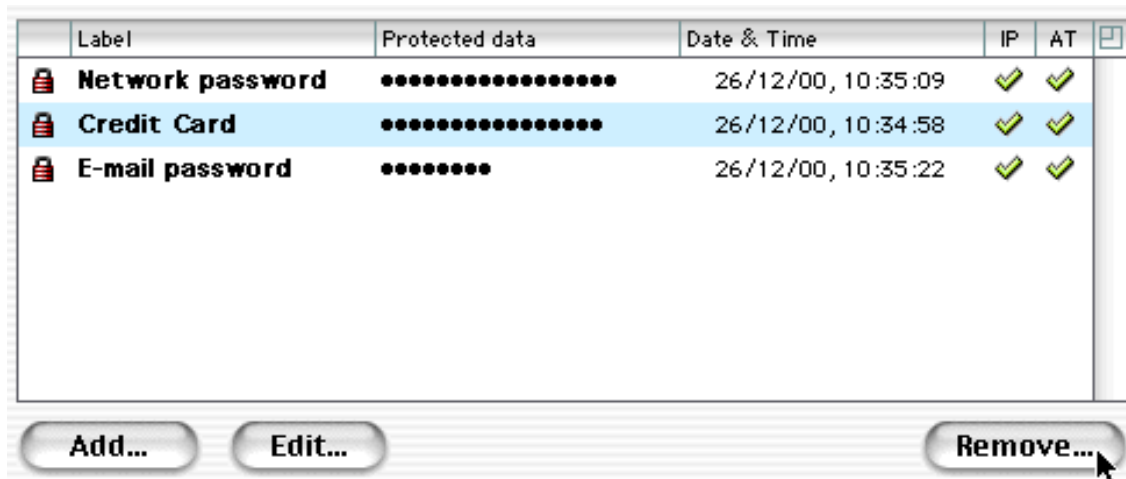 Label Protected data Date & Time IP AT
Network password ••••••••••••••••• 26/12/00, 10:35:09
Credit Card •••••••••••••••• 26/12/00, 10:34:58
E-mail password •••••••• 26/12/00, 10:35:22
Add... Edit... Remove...